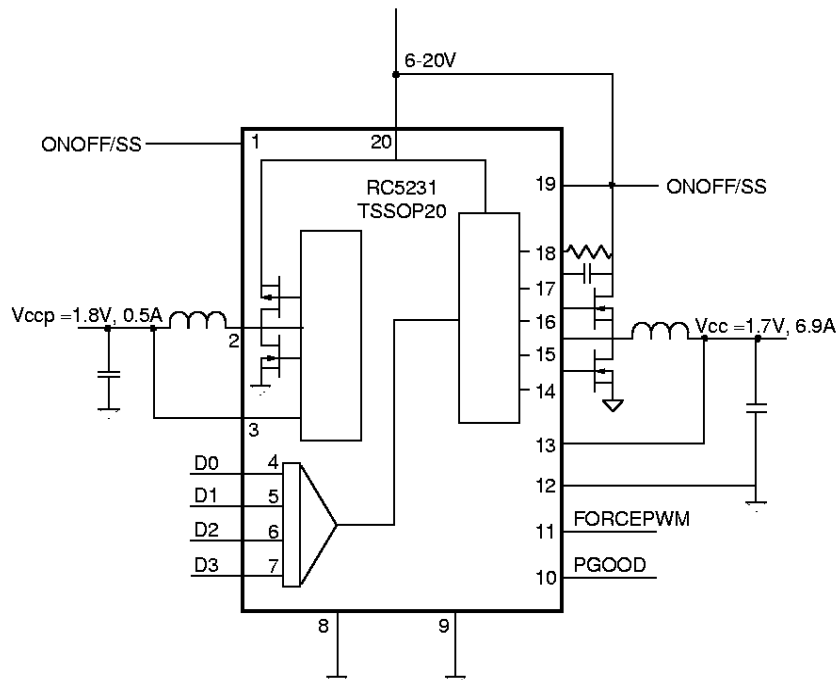 6-20V
ONOFF/SS
1
20
RC5231
TSSOP20
19
ONOFF/SS
18
17
16
15
14
Vccp =1.8V, 0.5A
2
Vcc =1.7V, 6.9A
3
13
D0
4
D1
5
D2
6
D3
7
12
11
FORCEPWM
10
PGOOD
8
9